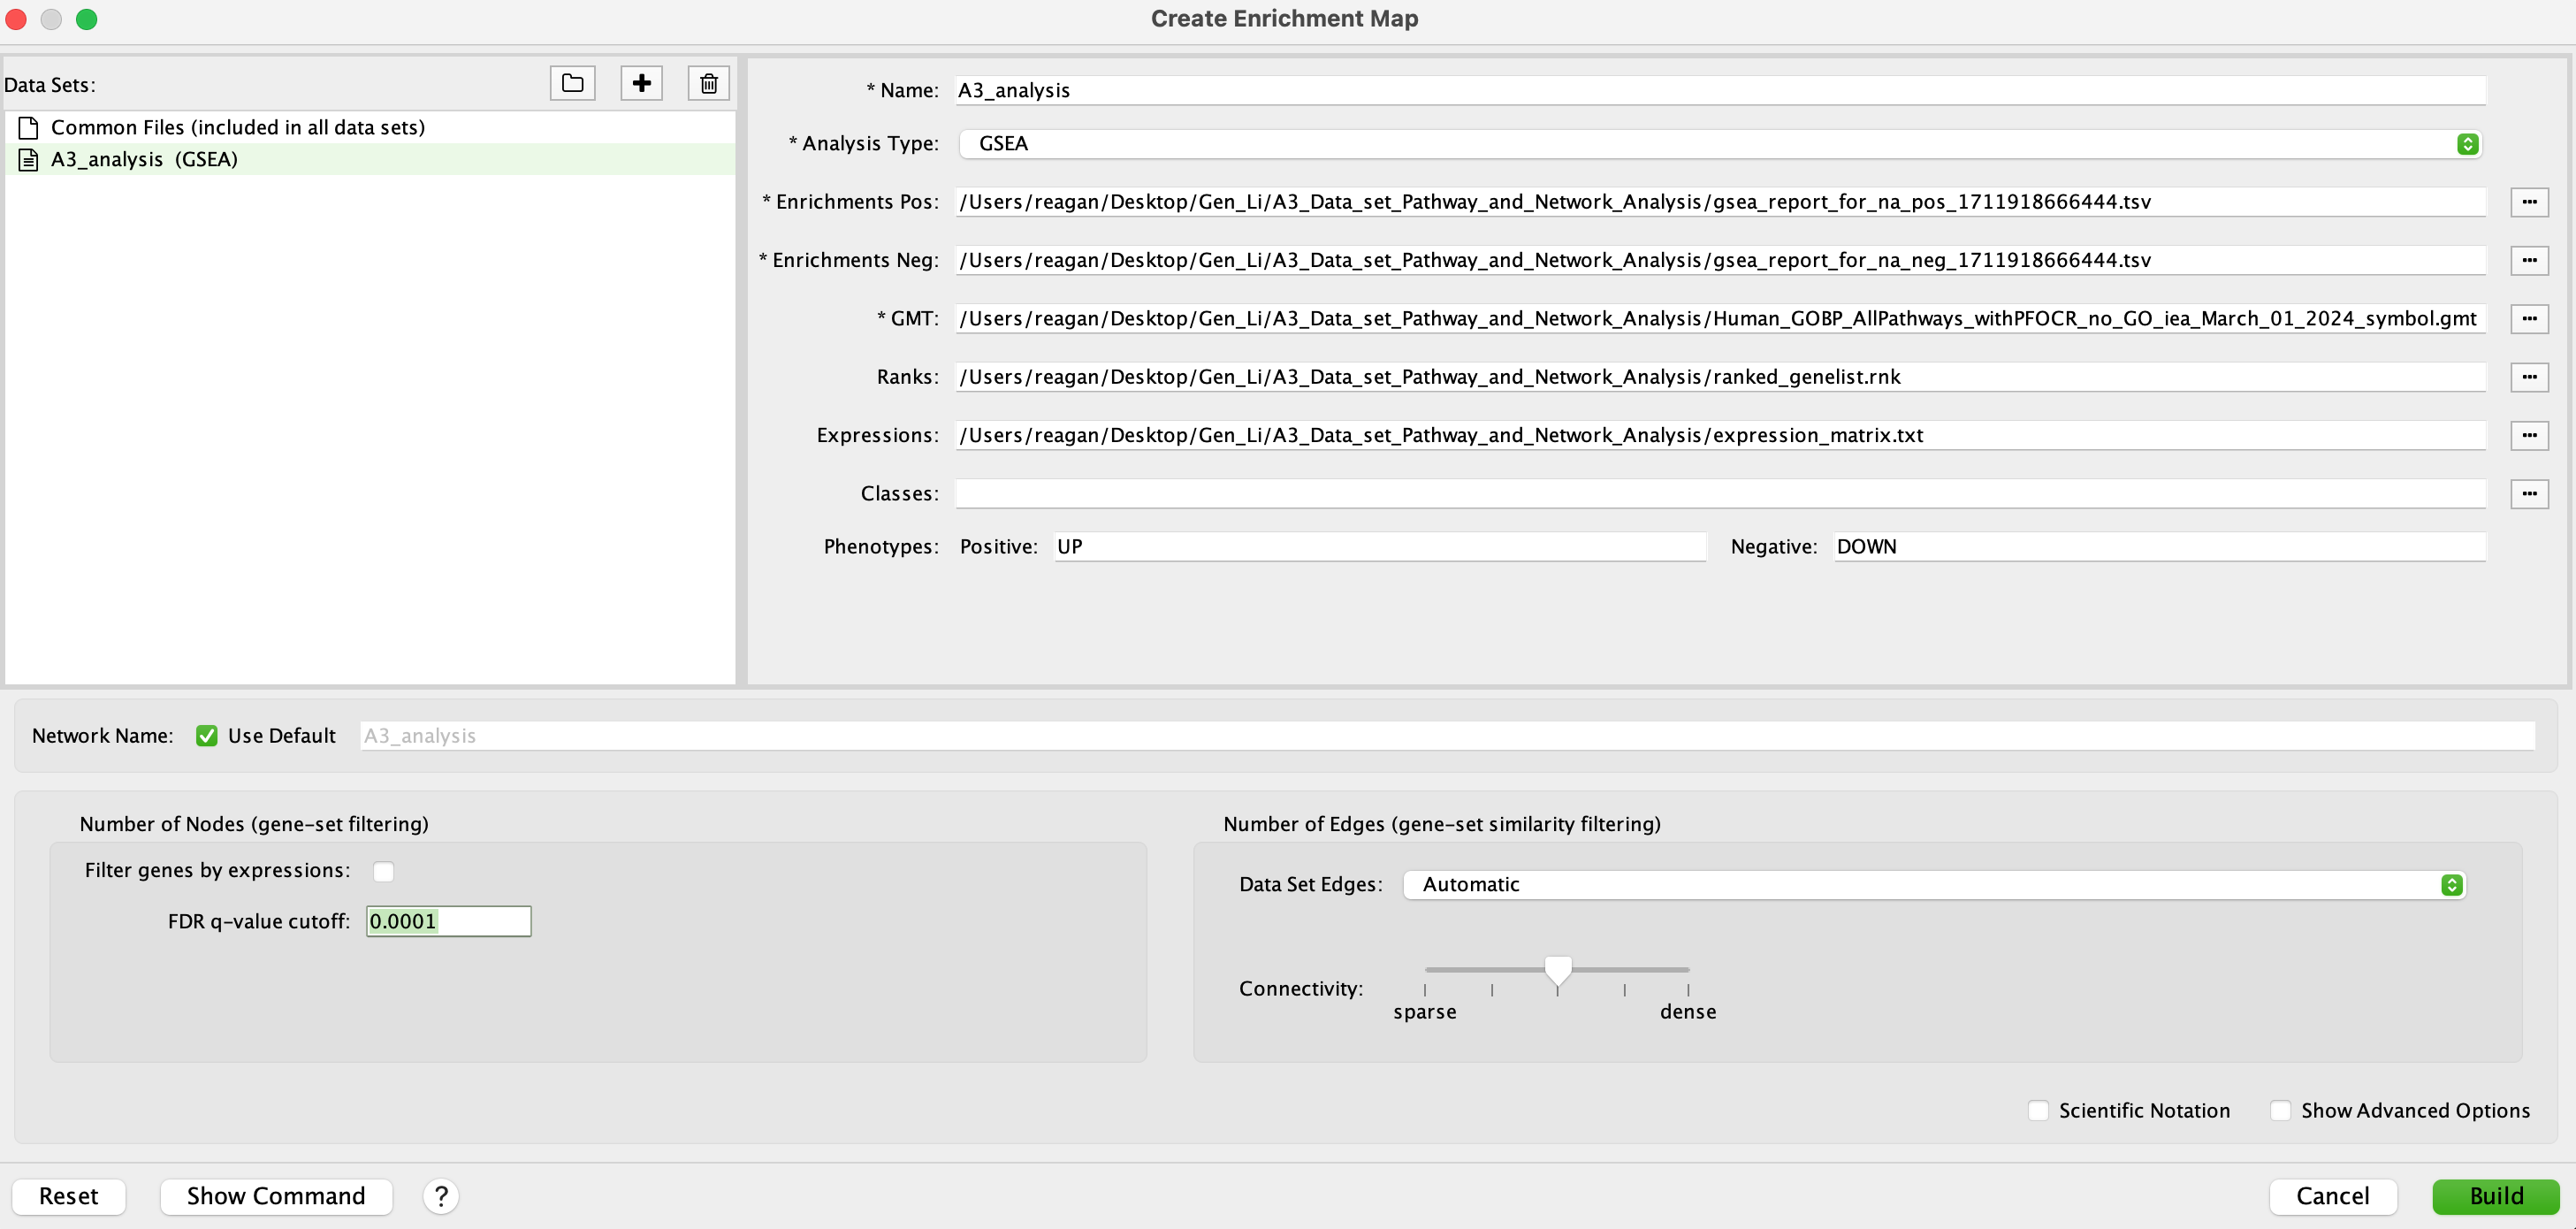 Create Enrichment Map
Data Sets:
Common Files (included in all data sets)
A3_analysis (GSEA)
* Name: A3_analysis
* Analysis Type: GSEA
* Enrichments Pos: /Users/reagan/Desktop/Gen_Li/A3_Data_set_Pathway_and_Network_Analysis/gsea_report_for_na_pos_1711918666444.tsv
* Enrichments Neg: /Users/reagan/Desktop/Gen_Li/A3_Data_set_Pathway_and_Network_Analysis/gsea_report_for_na_neg_1711918666444.tsv
* GMT: /Users/reagan/Desktop/Gen_Li/A3_Data_set_Pathway_and_Network_Analysis/Human_GOBP_AllPathways_withPFOCR_no_GO_iea_March_01_2024_symbol.gmt
Ranks: /Users/reagan/Desktop/Gen_Li/A3_Data_set_Pathway_and_Network_Analysis/ranked_genelist.rnk
Expressions: /Users/reagan/Desktop/Gen_Li/A3_Data_set_Pathway_and_Network_Analysis/expression_matrix.txt
Classes:
Phenotypes: Positive: UP Negative: DOWN
Network Name: Use Default A3_analysis
Number of Nodes (gene-set filtering)
Filter genes by expressions:
FDR q-value cutoff: 0.0001
Number of Edges (gene-set similarity filtering)
Data Set Edges: Automatic
Connectivity:
sparse dense
Scientific Notation Show Advanced Options
Reset Show Command ? Cancel Build